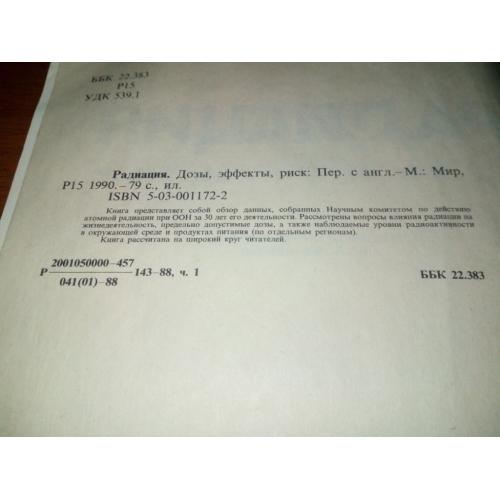 ББК 22.383
Р15
УДК 539.1
Радиация. Дозы, эффекты, риск: Пер. с англ.–М.: Мир,
Р15 1990.–79 с., ил.
ISBN 5-03-001172-2
Книга представляет собой обзор данных, собранных Научным комитетом по действию
атомной радиации при ООН за 30 лет его деятельности. Рассмотрены вопросы влияния радиации на
жизнедеятельность, предельно допустимые дозы, а также наблюдаемые уровни радиоактивности
в окружающей среде и продуктах питания (по отдельным регионам).
Книга рассчитана на широкий круг читателей.
2001050000–457
Р 143–88, ч. 1
041(01)–88
ББК 22.383